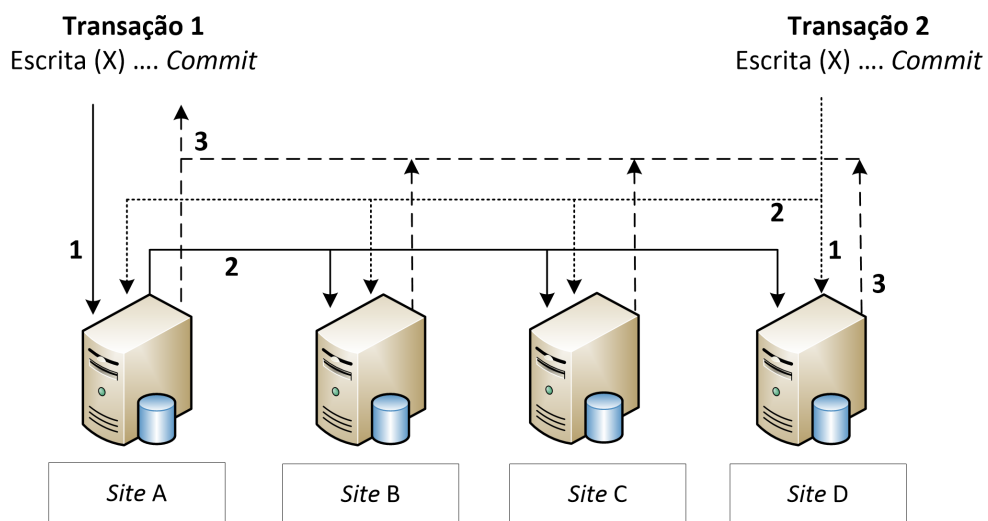 Transação 1
Escrita (X) .... Commit
Transação 2
Escrita (X) .... Commit
3
2
1
2
1
3
Site A
Site B
Site C
Site D